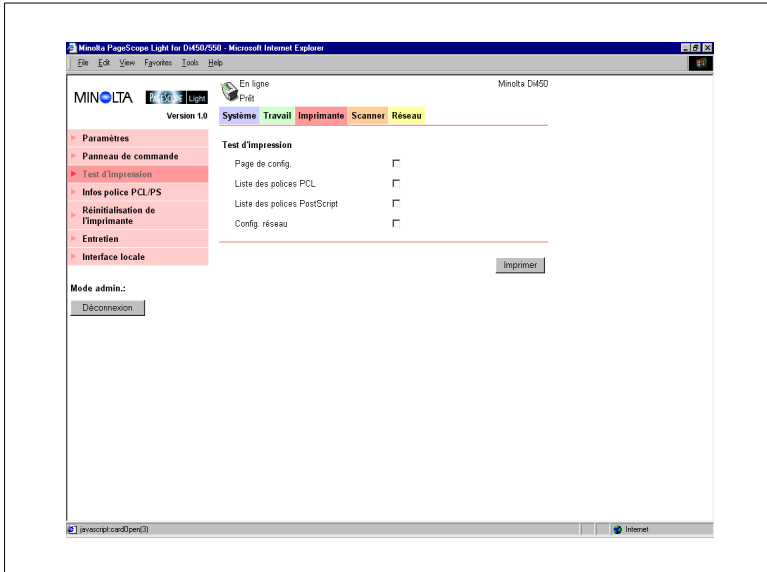 Minolta PageScope Light for Di450/550 - Microsoft Internet Explorer
File Edit View Favorites Tools Help
MINOLTA PAGESCOPE Light
Version 1.0
En ligne
Prêt
Minolta Di450
Système Travail Imprimante Scanner Réseau
Paramètres
Panneau de commande
Test d'impression
Infos police PCL/PS
Réinitialisation de
l'imprimante
Entretien
Interface locale
Mode admin.:
Déconnexion
Test d'impression
Page de config.
Liste des polices PCL
Liste des polices PostScript
Config. réseau
Imprimer
javascript:cardOpen(3)
Internet